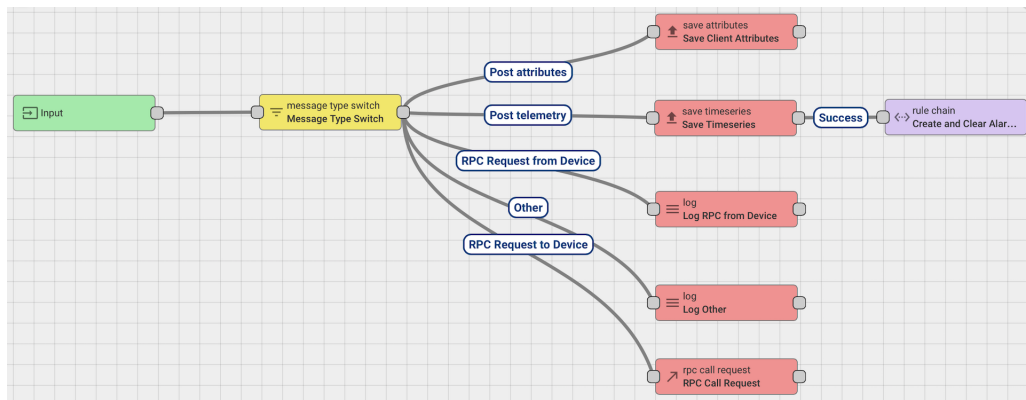 save attributes
Save Client Attributes
Post attributes
Input
message type switch
Message Type Switch
Post telemetry
save timeseries
Save Timeseries
Success
rule chain
Create and Clear Alar...
RPC Request from Device
log
Log RPC from Device
Other
RPC Request to Device
log
Log Other
rpc call request
RPC Call Request